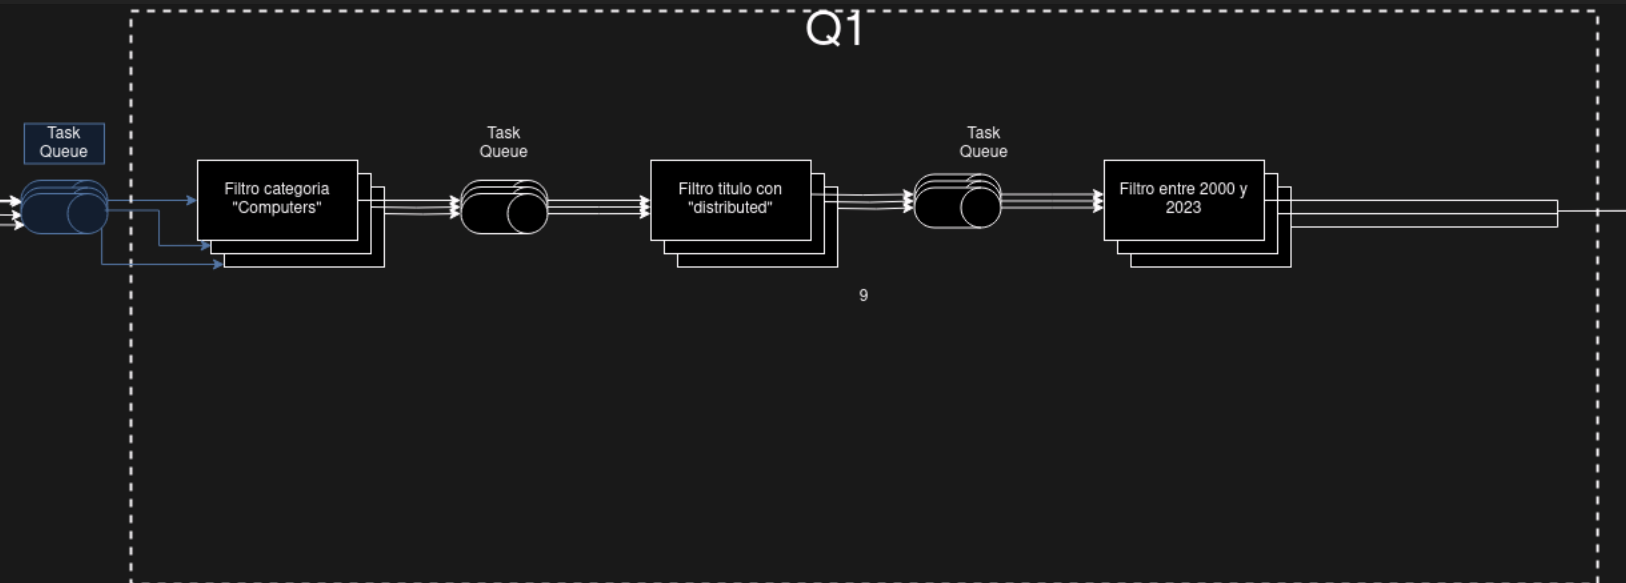 Q1
Task
Queue
Filtro categoria
"Computers"
Task
Queue
Filtro titulo con
"distributed"
Task
Queue
Filtro entre 2000 y
2023
9